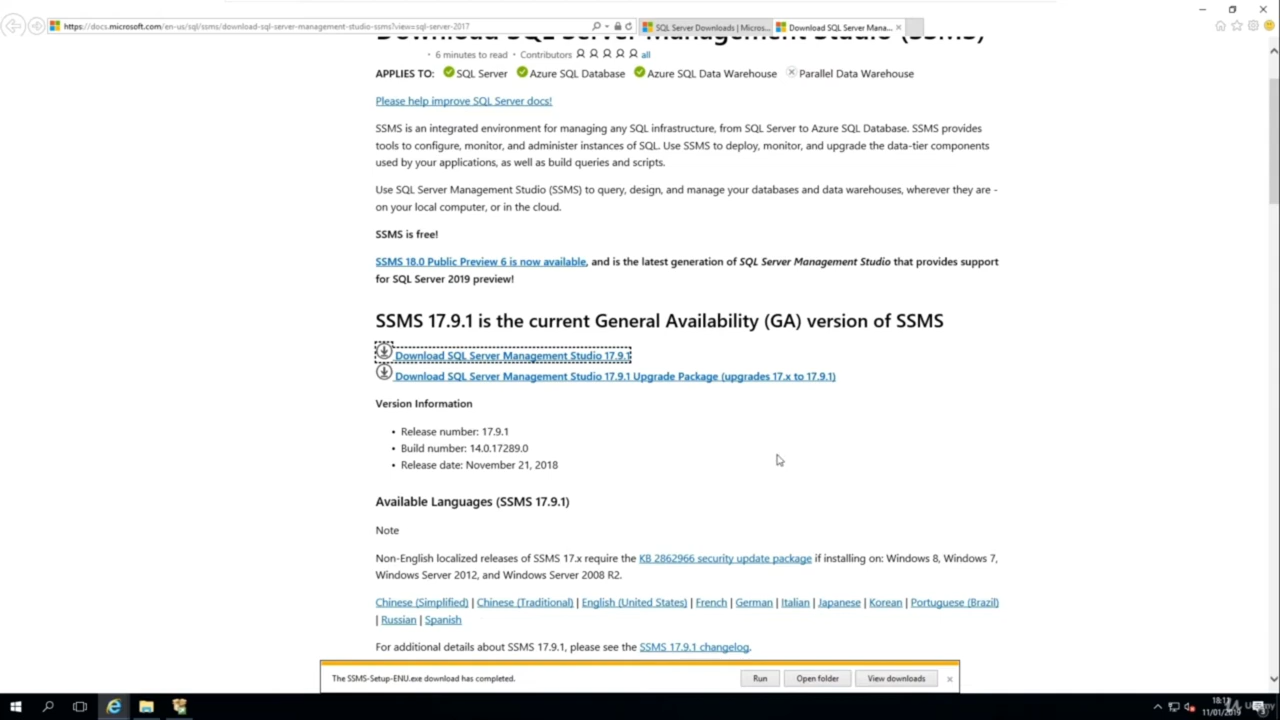 https://docs.microsoft.com/en-us/sql/ssms/download-sql-server-management-studio-ssms?view=sql-server-2017
SQL Server Downloads | Micros...
Download SQL Server Mana...
Download SQL Server Management Studio (SSMS)
• 6 minutes to read • Contributors all
APPLIES TO: SQL Server Azure SQL Database Azure SQL Data Warehouse Parallel Data Warehouse
Please help improve SQL Server docs!
SSMS is an integrated environment for managing any SQL infrastructure, from SQL Server to Azure SQL Database. SSMS provides
tools to configure, monitor, and administer instances of SQL. Use SSMS to deploy, monitor, and upgrade the data-tier components
used by your applications, as well as build queries and scripts.
Use SQL Server Management Studio (SSMS) to query, design, and manage your databases and data warehouses, wherever they are -
on your local computer, or in the cloud.
SSMS is free!
SSMS 18.0 Public Preview 6 is now available, and is the latest generation of SQL Server Management Studio that provides support
for SQL Server 2019 preview!
SSMS 17.9.1 is the current General Availability (GA) version of SSMS
Download SQL Server Management Studio 17.9.1
Download SQL Server Management Studio 17.9.1 Upgrade Package (upgrades 17.x to 17.9.1)
Version Information
• Release number: 17.9.1
• Build number: 14.0.17289.0
• Release date: November 21, 2018
Available Languages (SSMS 17.9.1)
Note
Non-English localized releases of SSMS 17.x require the KB 2862966 security update package if installing on: Windows 8, Windows 7,
Windows Server 2012, and Windows Server 2008 R2.
Chinese (Simplified) | Chinese (Traditional) | English (United States) | French | German | Italian | Japanese | Korean | Portuguese (Brazil)
| Russian | Spanish
For additional details about SSMS 17.9.1, please see the SSMS 17.9.1 changelog.
The SSMS-Setup-ENU.exe download has completed.
Run
Open folder
View downloads
11/01/2019
Udemy